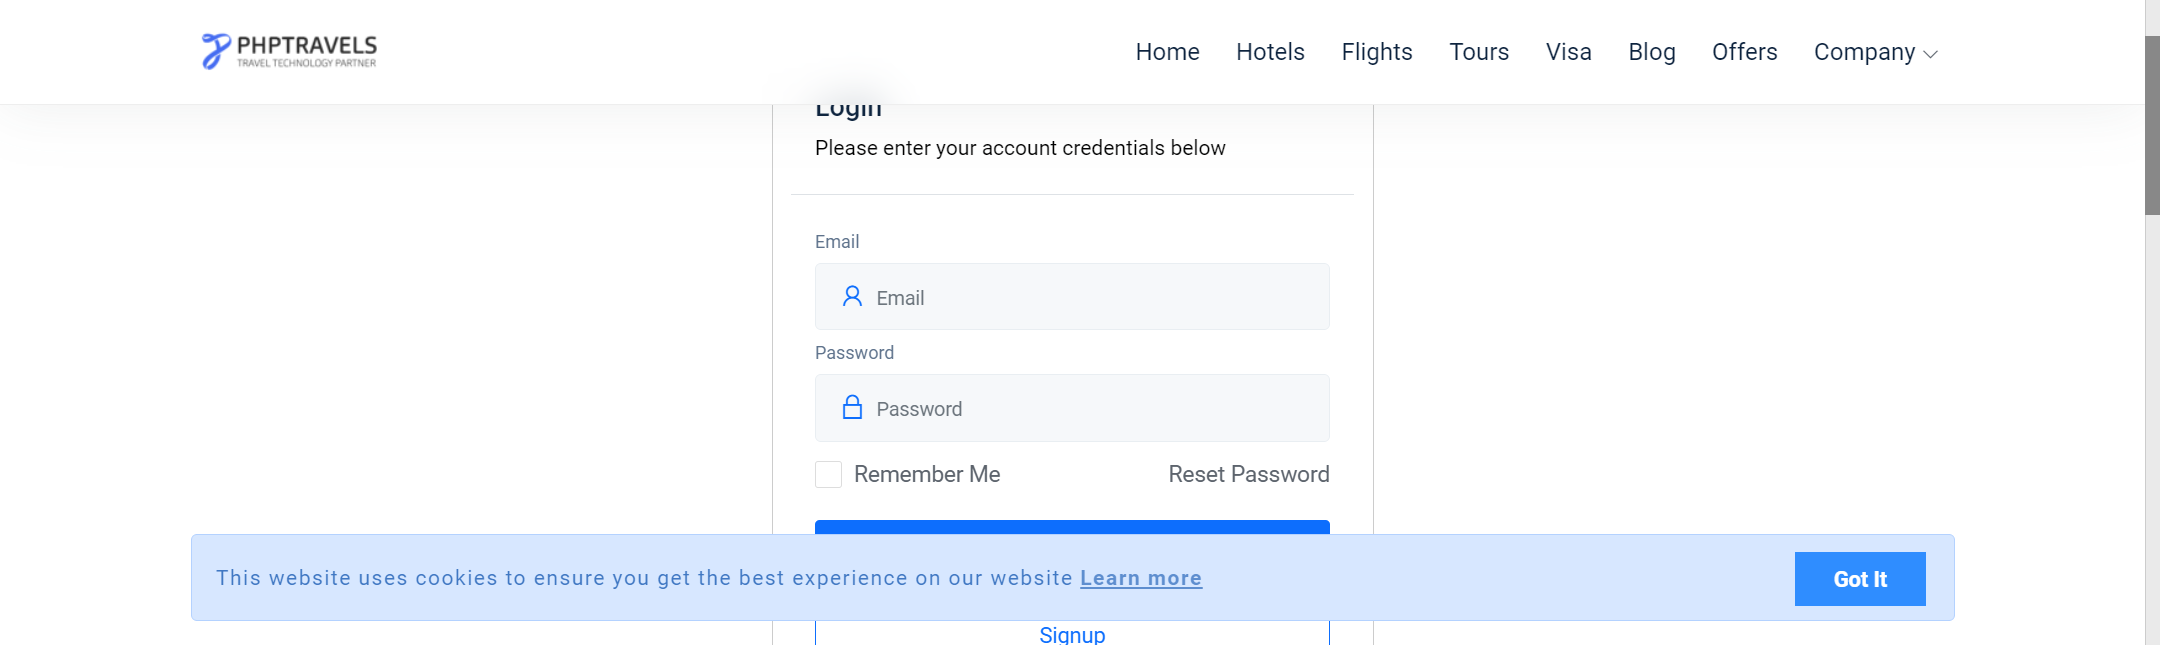 PHPTRAVELS
TRAVEL TECHNOLOGY PARTNER
Home Hotels Flights Tours Visa Blog Offers Company
Login
Please enter your account credentials below
Email
Email
Password
Password
Remember Me Reset Password
This website uses cookies to ensure you get the best experience on our website Learn more
Got It
Signup